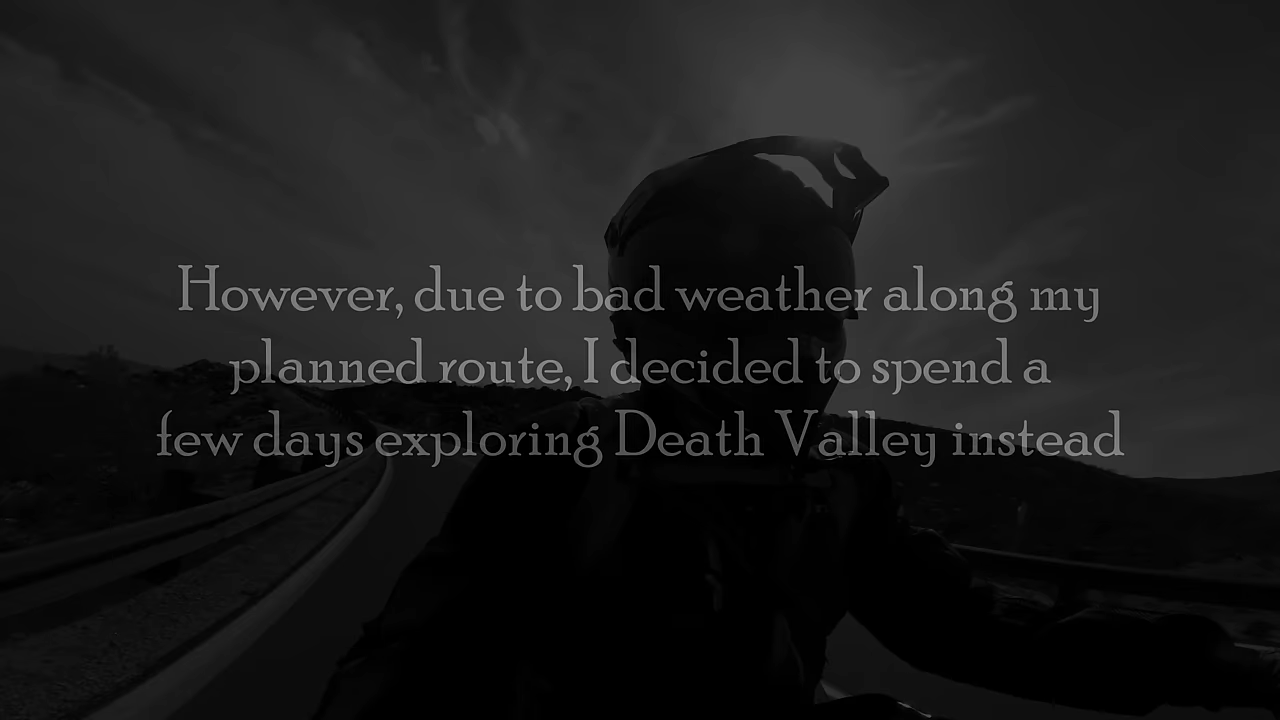 However, due to bad weather along my
planned route, I decided to spend a
few days exploring Death Valley instead